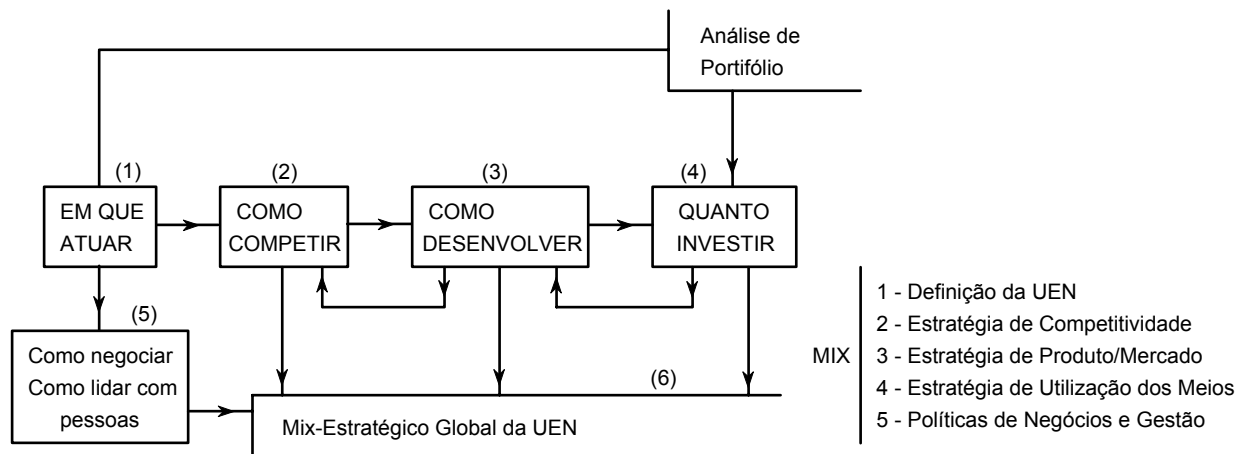 Análise de
Portifólio
(1)
(2)
(3)
(4)
EM QUE
ATUAR
COMO
COMPETIR
COMO
DESENVOLVER
QUANTO
INVESTIR
(5)
Como negociar
Como lidar com
pessoas
(6)
Mix-Estratégico Global da UEN
MIX
1 - Definição da UEN
2 - Estratégia de Competitividade
3 - Estratégia de Produto/Mercado
4 - Estratégia de Utilização dos Meios
5 - Políticas de Negócios e Gestão